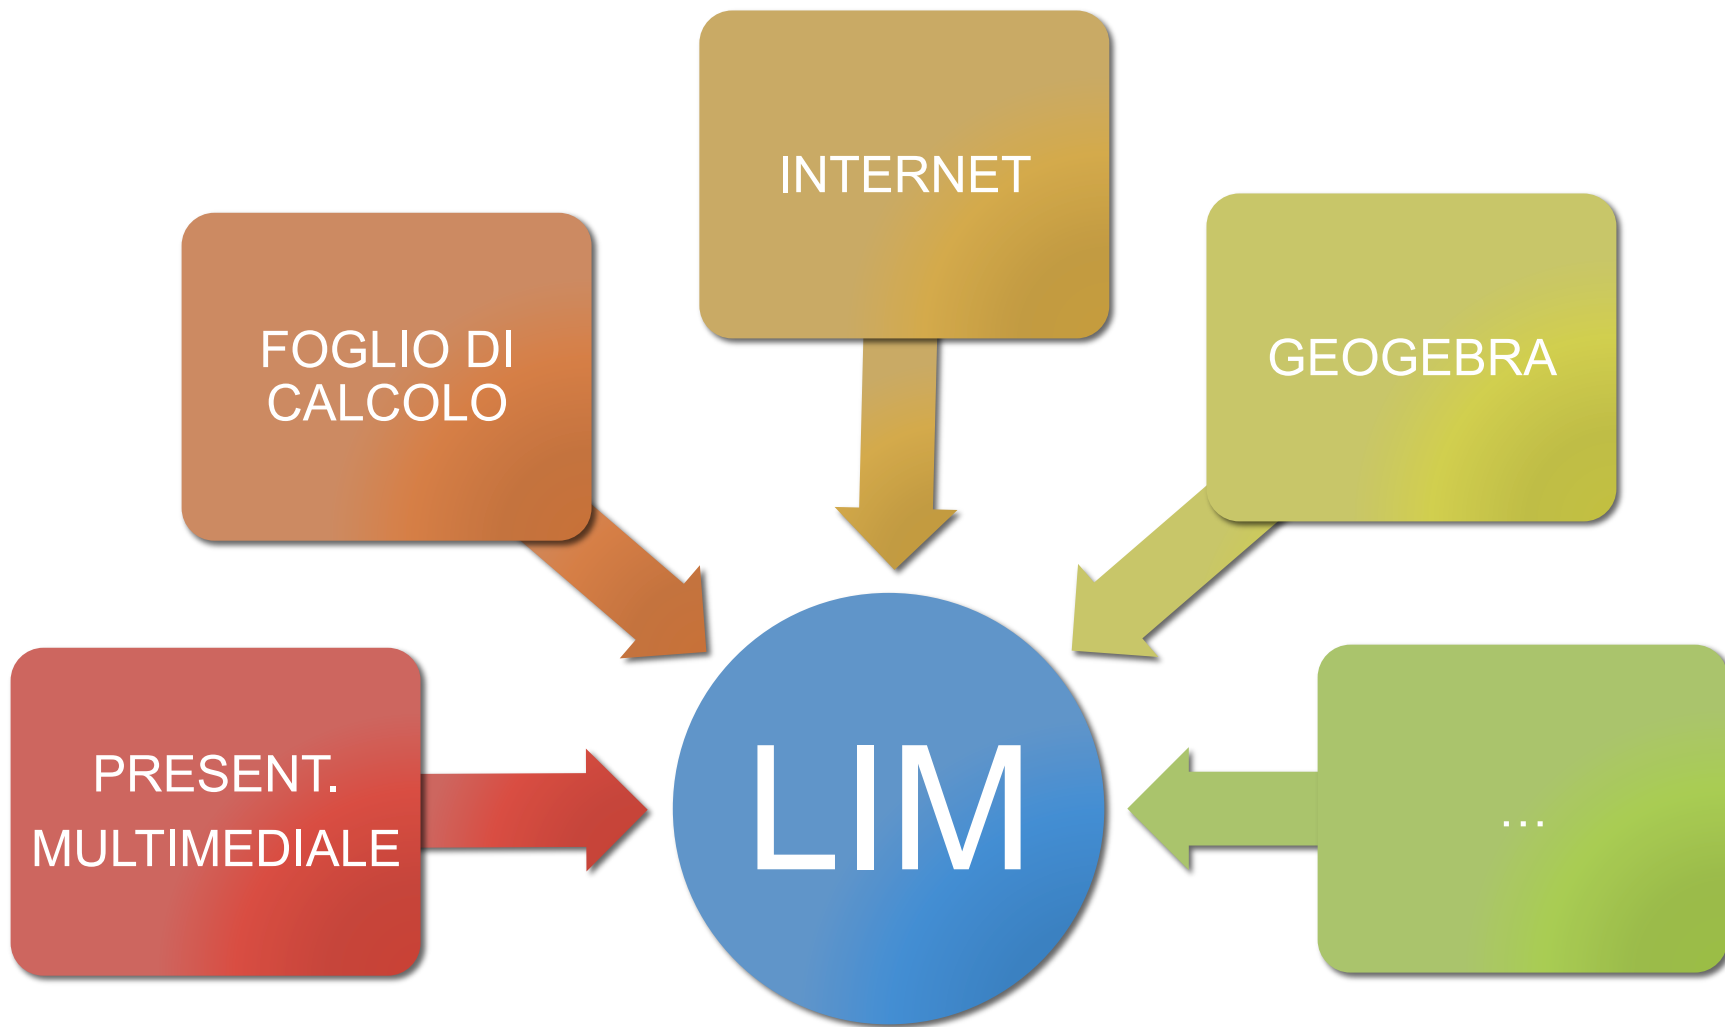 INTERNET
FOGLIO DI
CALCOLO
GEOGEBRA
PRESENT.
MULTIMEDIALE
LIM
...